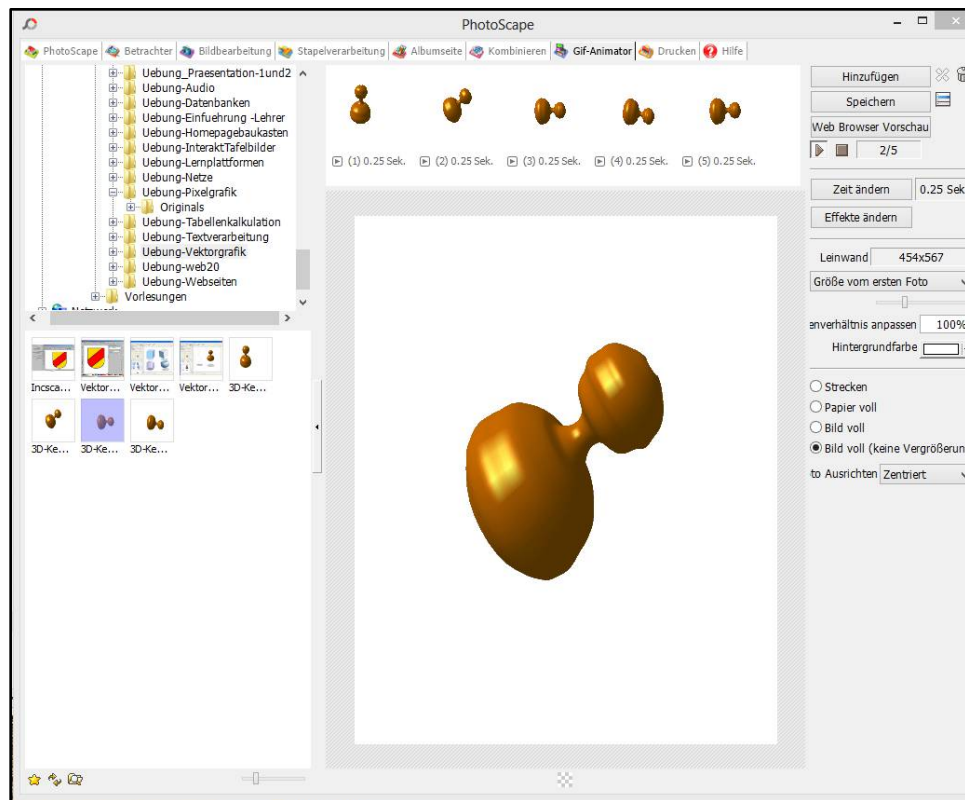 PhotoScape
PhotoScape Betrachter Bildbearbeitung Stapelverarbeitung Albumseite Kombinieren Gif-Animator Drucken Hilfe
Uebung_Praesentation-1und2
Uebung-Audio
Uebung-Datenbanken
Uebung-Einfuehrung -Lehrer
Uebung-Homepagebaukasten
Uebung-InteraktTafelbilder
Uebung-Lernplattformen
Uebung-Netze
Uebung-Pixelgrafik
Originals
Uebung-Tabellenkalkulation
Uebung-Textverarbeitung
Uebung-Vektorgrafik
Uebung-web20
Uebung-Webseiten
Vorlesungen
Incsca... Vektor... Vektor... Vektor... 3D-Ke...
3D-Ke... 3D-Ke... 3D-Ke...
(1) 0.25 Sek. (2) 0.25 Sek. (3) 0.25 Sek. (4) 0.25 Sek. (5) 0.25 Sek.
Hinzufügen
Speichern
Web Browser Vorschau
2/5
Zeit ändern 0.25 Sek
Effekte ändern
Leinwand 454x567
Größe vom ersten Foto
enverhältnis anpassen 100%
Hintergrundfarbe
Strecken
Papier voll
Bild voll
Bild voll (keine Vergrößerun
to Ausrichten Zentriert